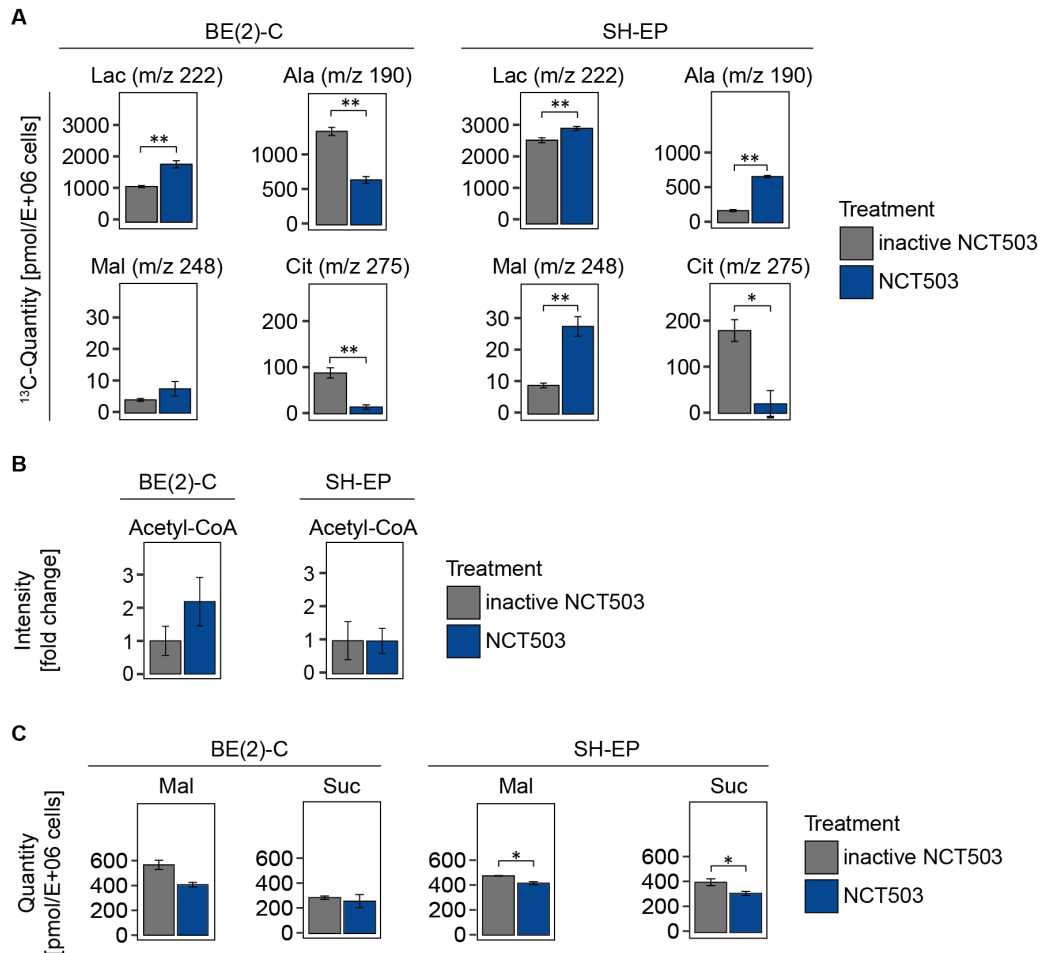 A
BE(2)-C
SH-EP
Lac (m/z 222)
Ala (m/z 190)
Lac (m/z 222)
Ala (m/z 190)
¹³C-Quantity [pmol/E+06 cells]
3000
2000
1000
0
**
1000
500
0
**
3000
2000
1000
0
**
1000
500
0
**
Treatment
inactive NCT503
NCT503
Mal (m/z 248)
Cit (m/z 275)
Mal (m/z 248)
Cit (m/z 275)
30
20
10
0
200
100
0
**
30
20
10
0
**
200
100
0
*
B
BE(2)-C
SH-EP
Acetyl-CoA
Acetyl-CoA
Intensity
[fold change]
3
2
1
0
3
2
1
0
Treatment
inactive NCT503
NCT503
C
BE(2)-C
SH-EP
Mal
Suc
Mal
Suc
Quantity
[pmol/E+06 cells]
600
400
200
0
600
400
200
0
600
400
200
0
*
600
400
200
0
*
Treatment
inactive NCT503
NCT503